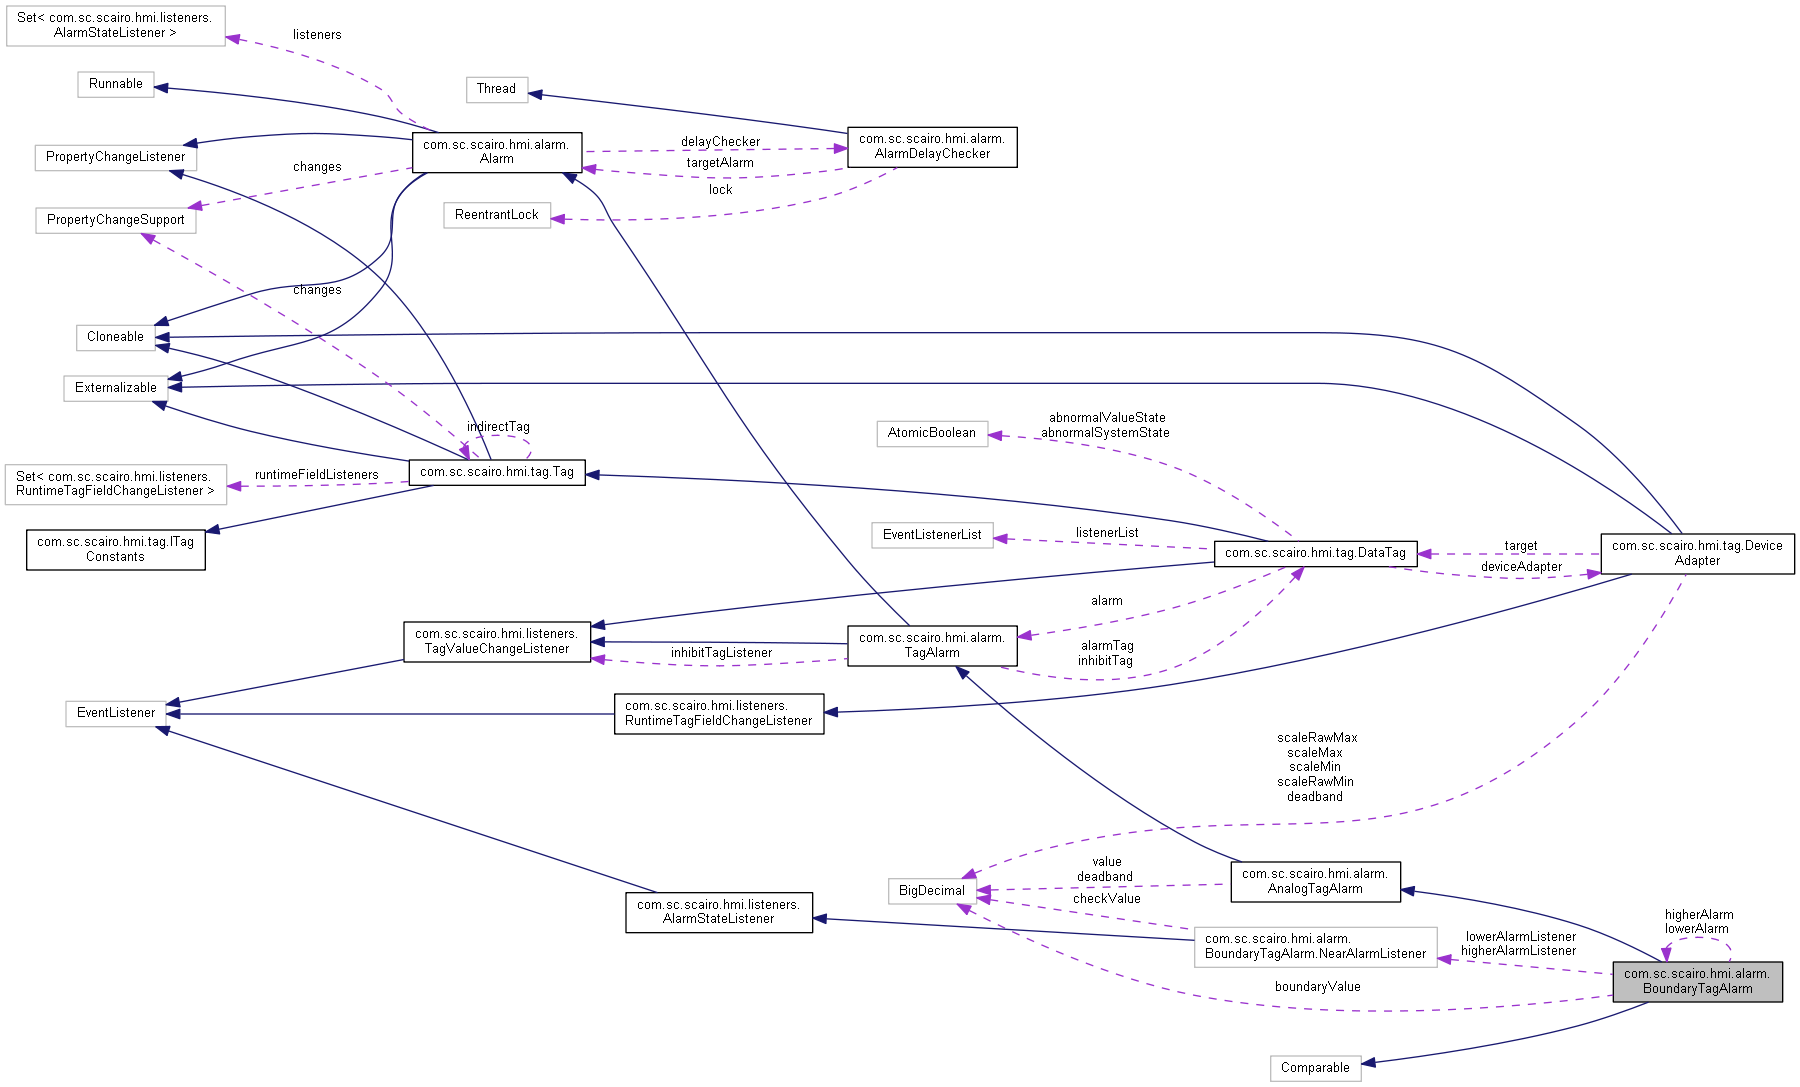 Set< com.sc.scairo.hmi.listeners.
AlarmStateListener >
listeners
Runnable
Thread
PropertyChangeListener
com.sc.scairo.hmi.alarm.
Alarm
delayChecker
targetAlarm
lock
com.sc.scairo.hmi.alarm.
AlarmDelayChecker
changes
PropertyChangeSupport
ReentrantLock
changes
Cloneable
Externalizable
indirectTag
AtomicBoolean
abnormalValueState
abnormalSystemState
Set< com.sc.scairo.hmi.listeners.
RuntimeTagFieldChangeListener >
runtimeFieldListeners
com.sc.scairo.hmi.tag.Tag
com.sc.scairo.hmi.tag.ITag
Constants
EventListenerList
listenerList
com.sc.scairo.hmi.tag.DataTag
target
deviceAdapter
com.sc.scairo.hmi.tag.Device
Adapter
alarm
com.sc.scairo.hmi.listeners.
TagValueChangeListener
inhibitTagListener
com.sc.scairo.hmi.alarm.
TagAlarm
alarmTag
inhibitTag
EventListener
com.sc.scairo.hmi.listeners.
RuntimeTagFieldChangeListener
scaleRawMax
scaleMax
scaleMin
scaleRawMin
deadband
com.sc.scairo.hmi.listeners.
AlarmStateListener
BigDecimal
value
deadband
checkValue
com.sc.scairo.hmi.alarm.
AnalogTagAlarm
com.sc.scairo.hmi.alarm.
BoundaryTagAlarm.NearAlarmListener
lowerAlarmListener
higherAlarmListener
higherAlarm
lowerAlarm
com.sc.scairo.hmi.alarm.
BoundaryTagAlarm
boundaryValue
Comparable